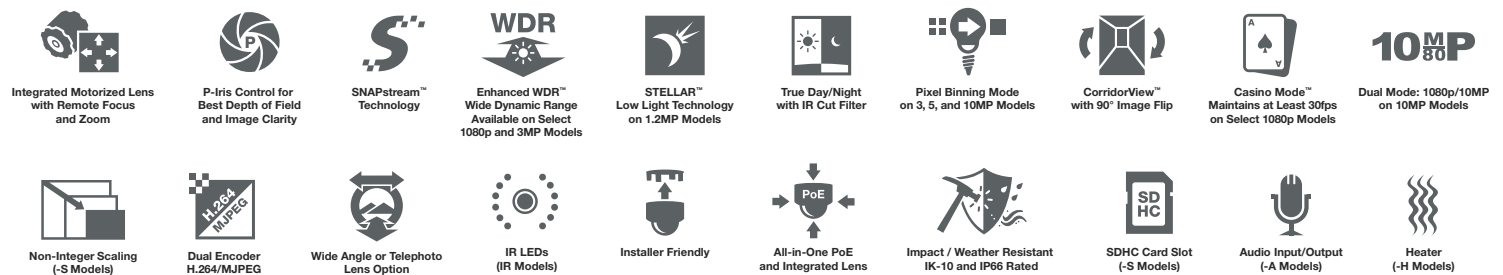 Integrated Motorized Lens
with Remote Focus
and Zoom
P
P-Iris Control for
Best Depth of Field
and Image Clarity
S
SNAPstream™
Technology
WDR
Enhanced WDR™
Wide Dynamic Range
Available on Select
1080p and 3MP Models
STELLAR™
Low Light Technology
on 1.2MP Models
True Day/Night
with IR Cut Filter
Pixel Binning Mode
on 3, 5, and 10MP Models
CorridorView™
with 90° Image Flip
A
A
Casino Mode™
Maintains at Least 30fps
on Select 1080p Models
10 M/80 P
Dual Mode: 1080p/10MP
on 10MP Models
Non-Integer Scaling
(-S Models)
H.264
MJPEG
Dual Encoder
H.264/MJPEG
Wide Angle or Telephoto
Lens Option
IR LEDs
(IR Models)
Installer Friendly
PoE
All-in-One PoE
and Integrated Lens
Impact / Weather Resistant
IK-10 and IP66 Rated
SD
HC
SDHC Card Slot
(-S Models)
Audio Input/Output
(-A Models)
Heater
(-H Models)